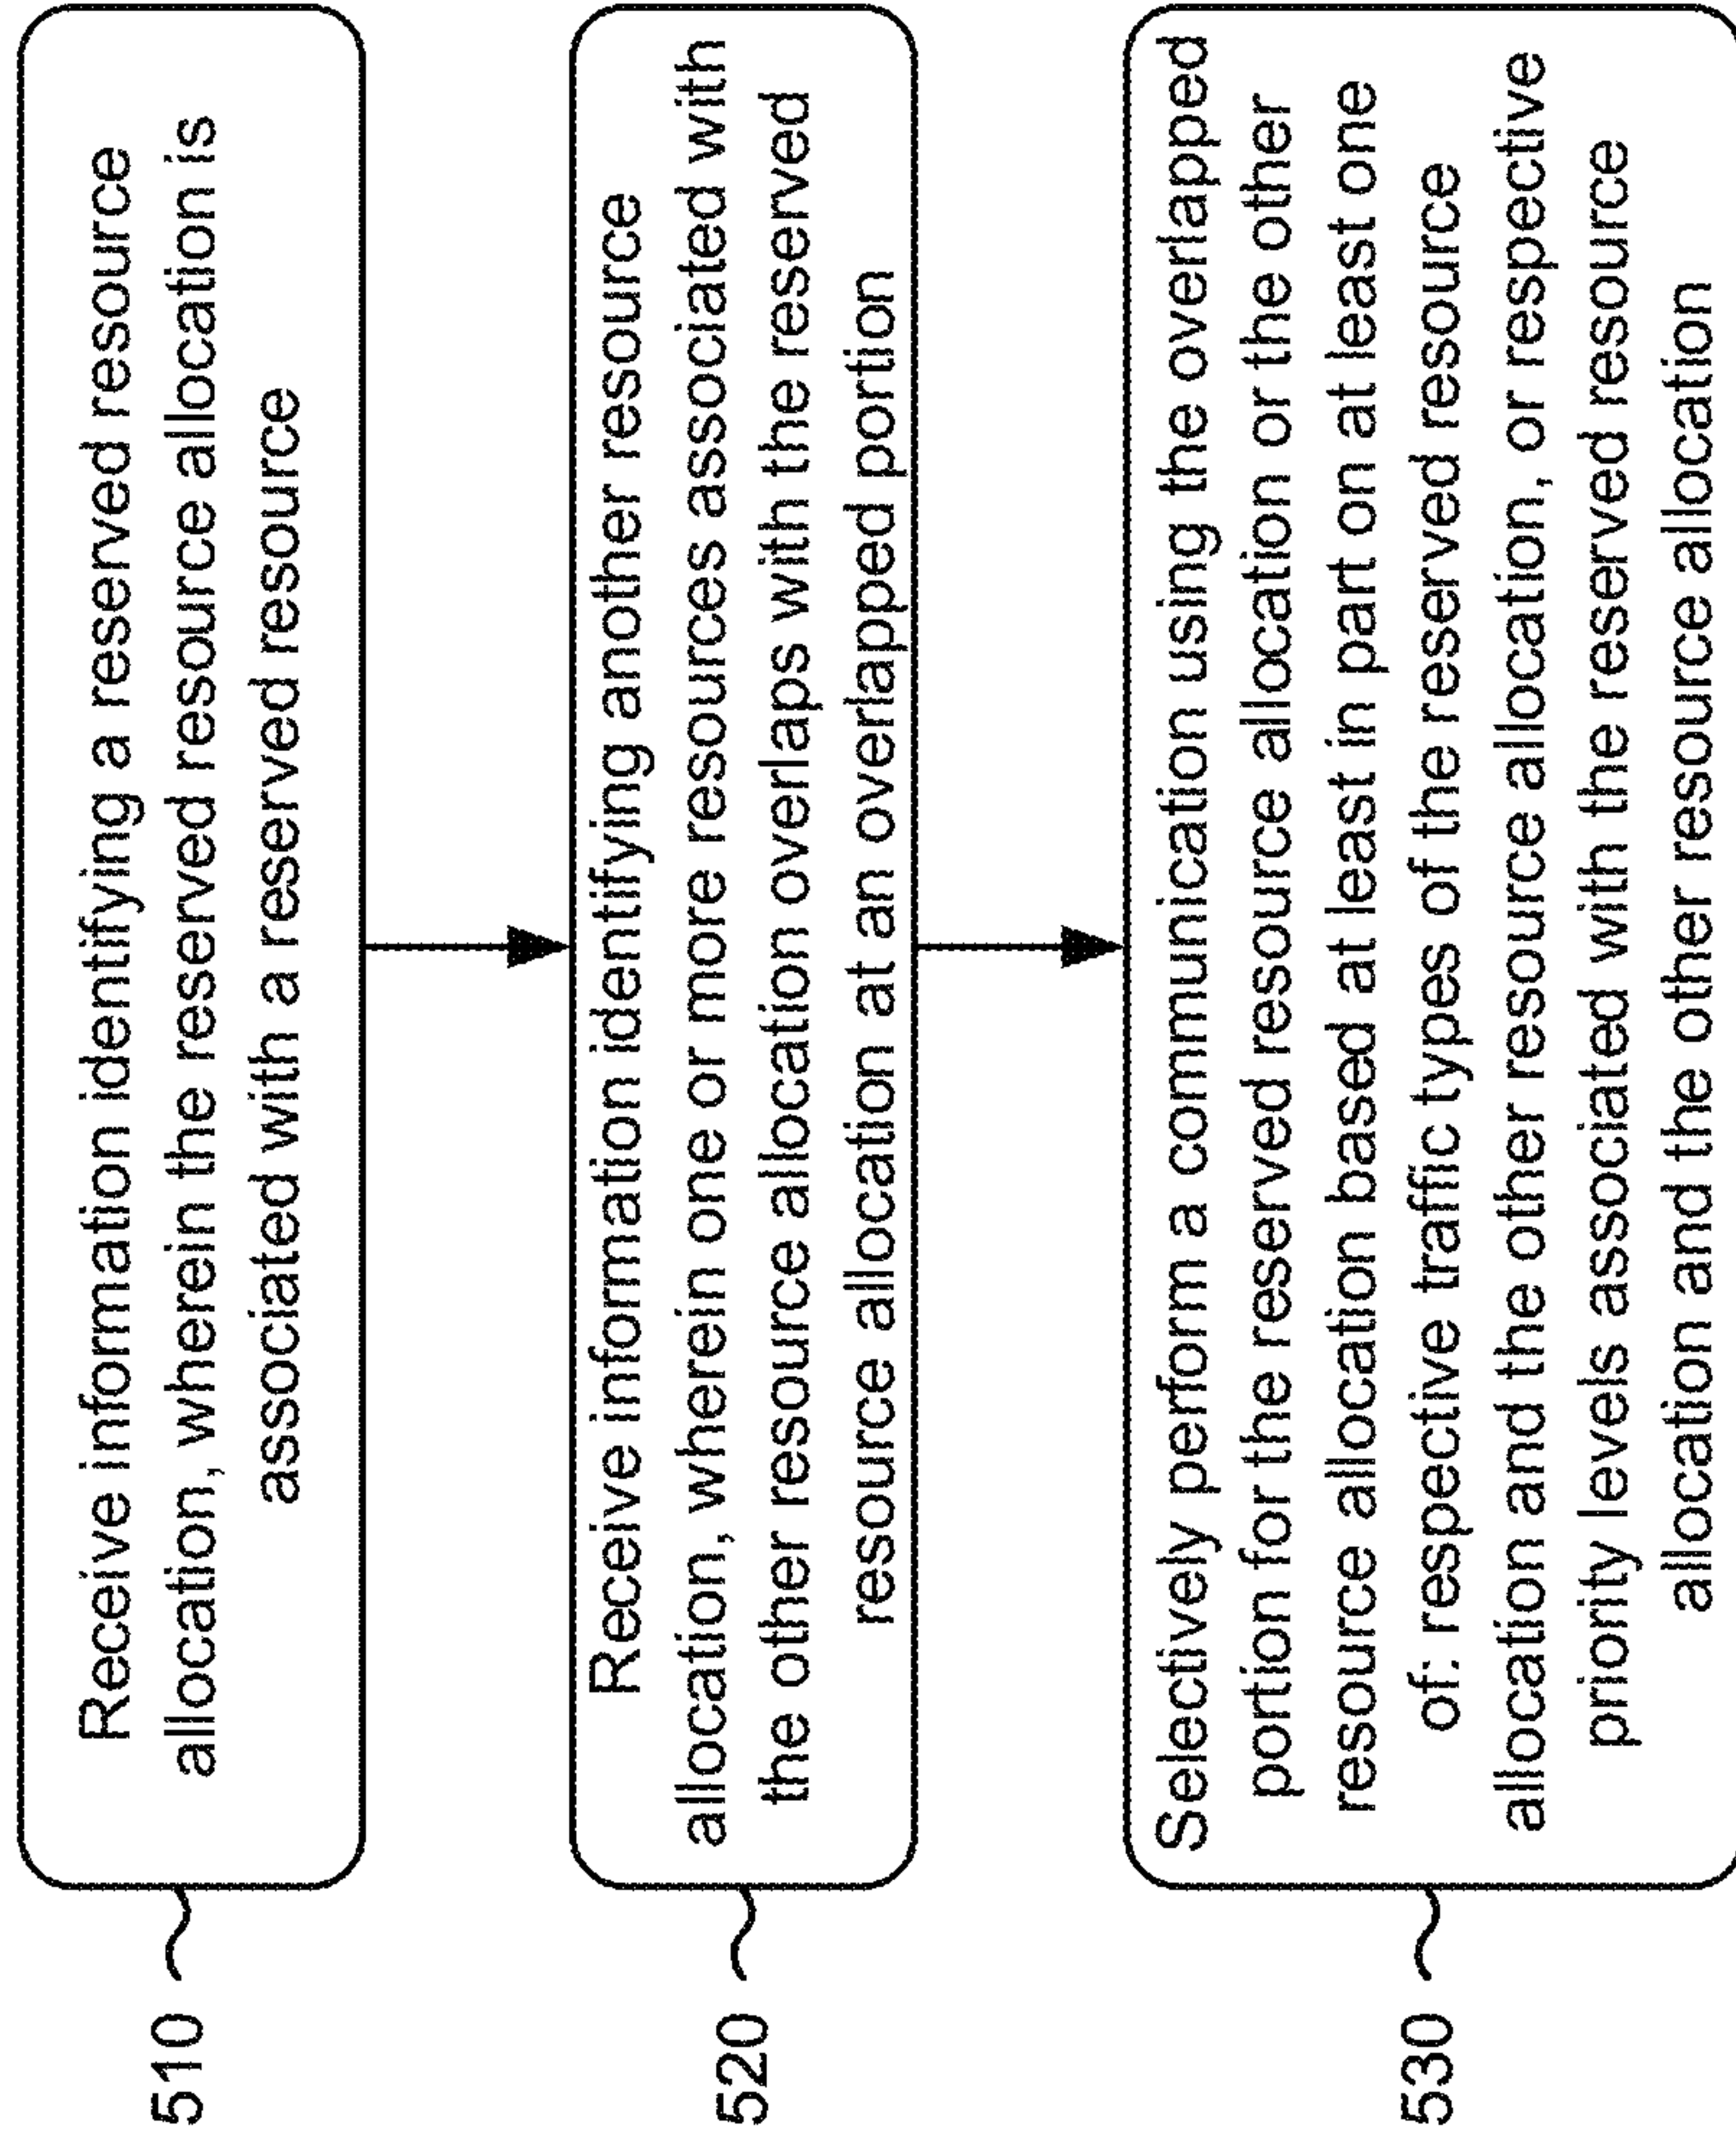 510
Receive information identifying a reserved resource
allocation, wherein the reserved resource allocation is
associated with a reserved resource
520
Receive information identifying another resource
allocation, wherein one or more resources associated with
the other resource allocation overlaps with the reserved
resource allocation at an overlapped portion
530
Selectively perform a communication using the overlapped
portion for the reserved resource allocation or the other
resource allocation based at least in part on at least one
of: respective traffic types of the reserved resource
allocation and the other resource allocation, or respective
priority levels associated with the reserved resource
allocation and the other resource allocation